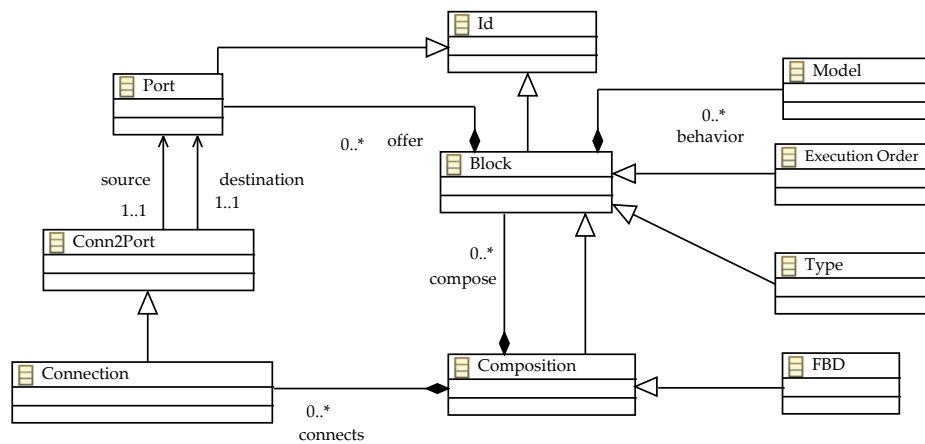 Id
Port
Model
0..*
offer
0..*
behavior
Block
Execution Order
source
destination
1..1
1..1
Conn2Port
0..*
compose
Type
Connection
Composition
FBD
0..*
connects